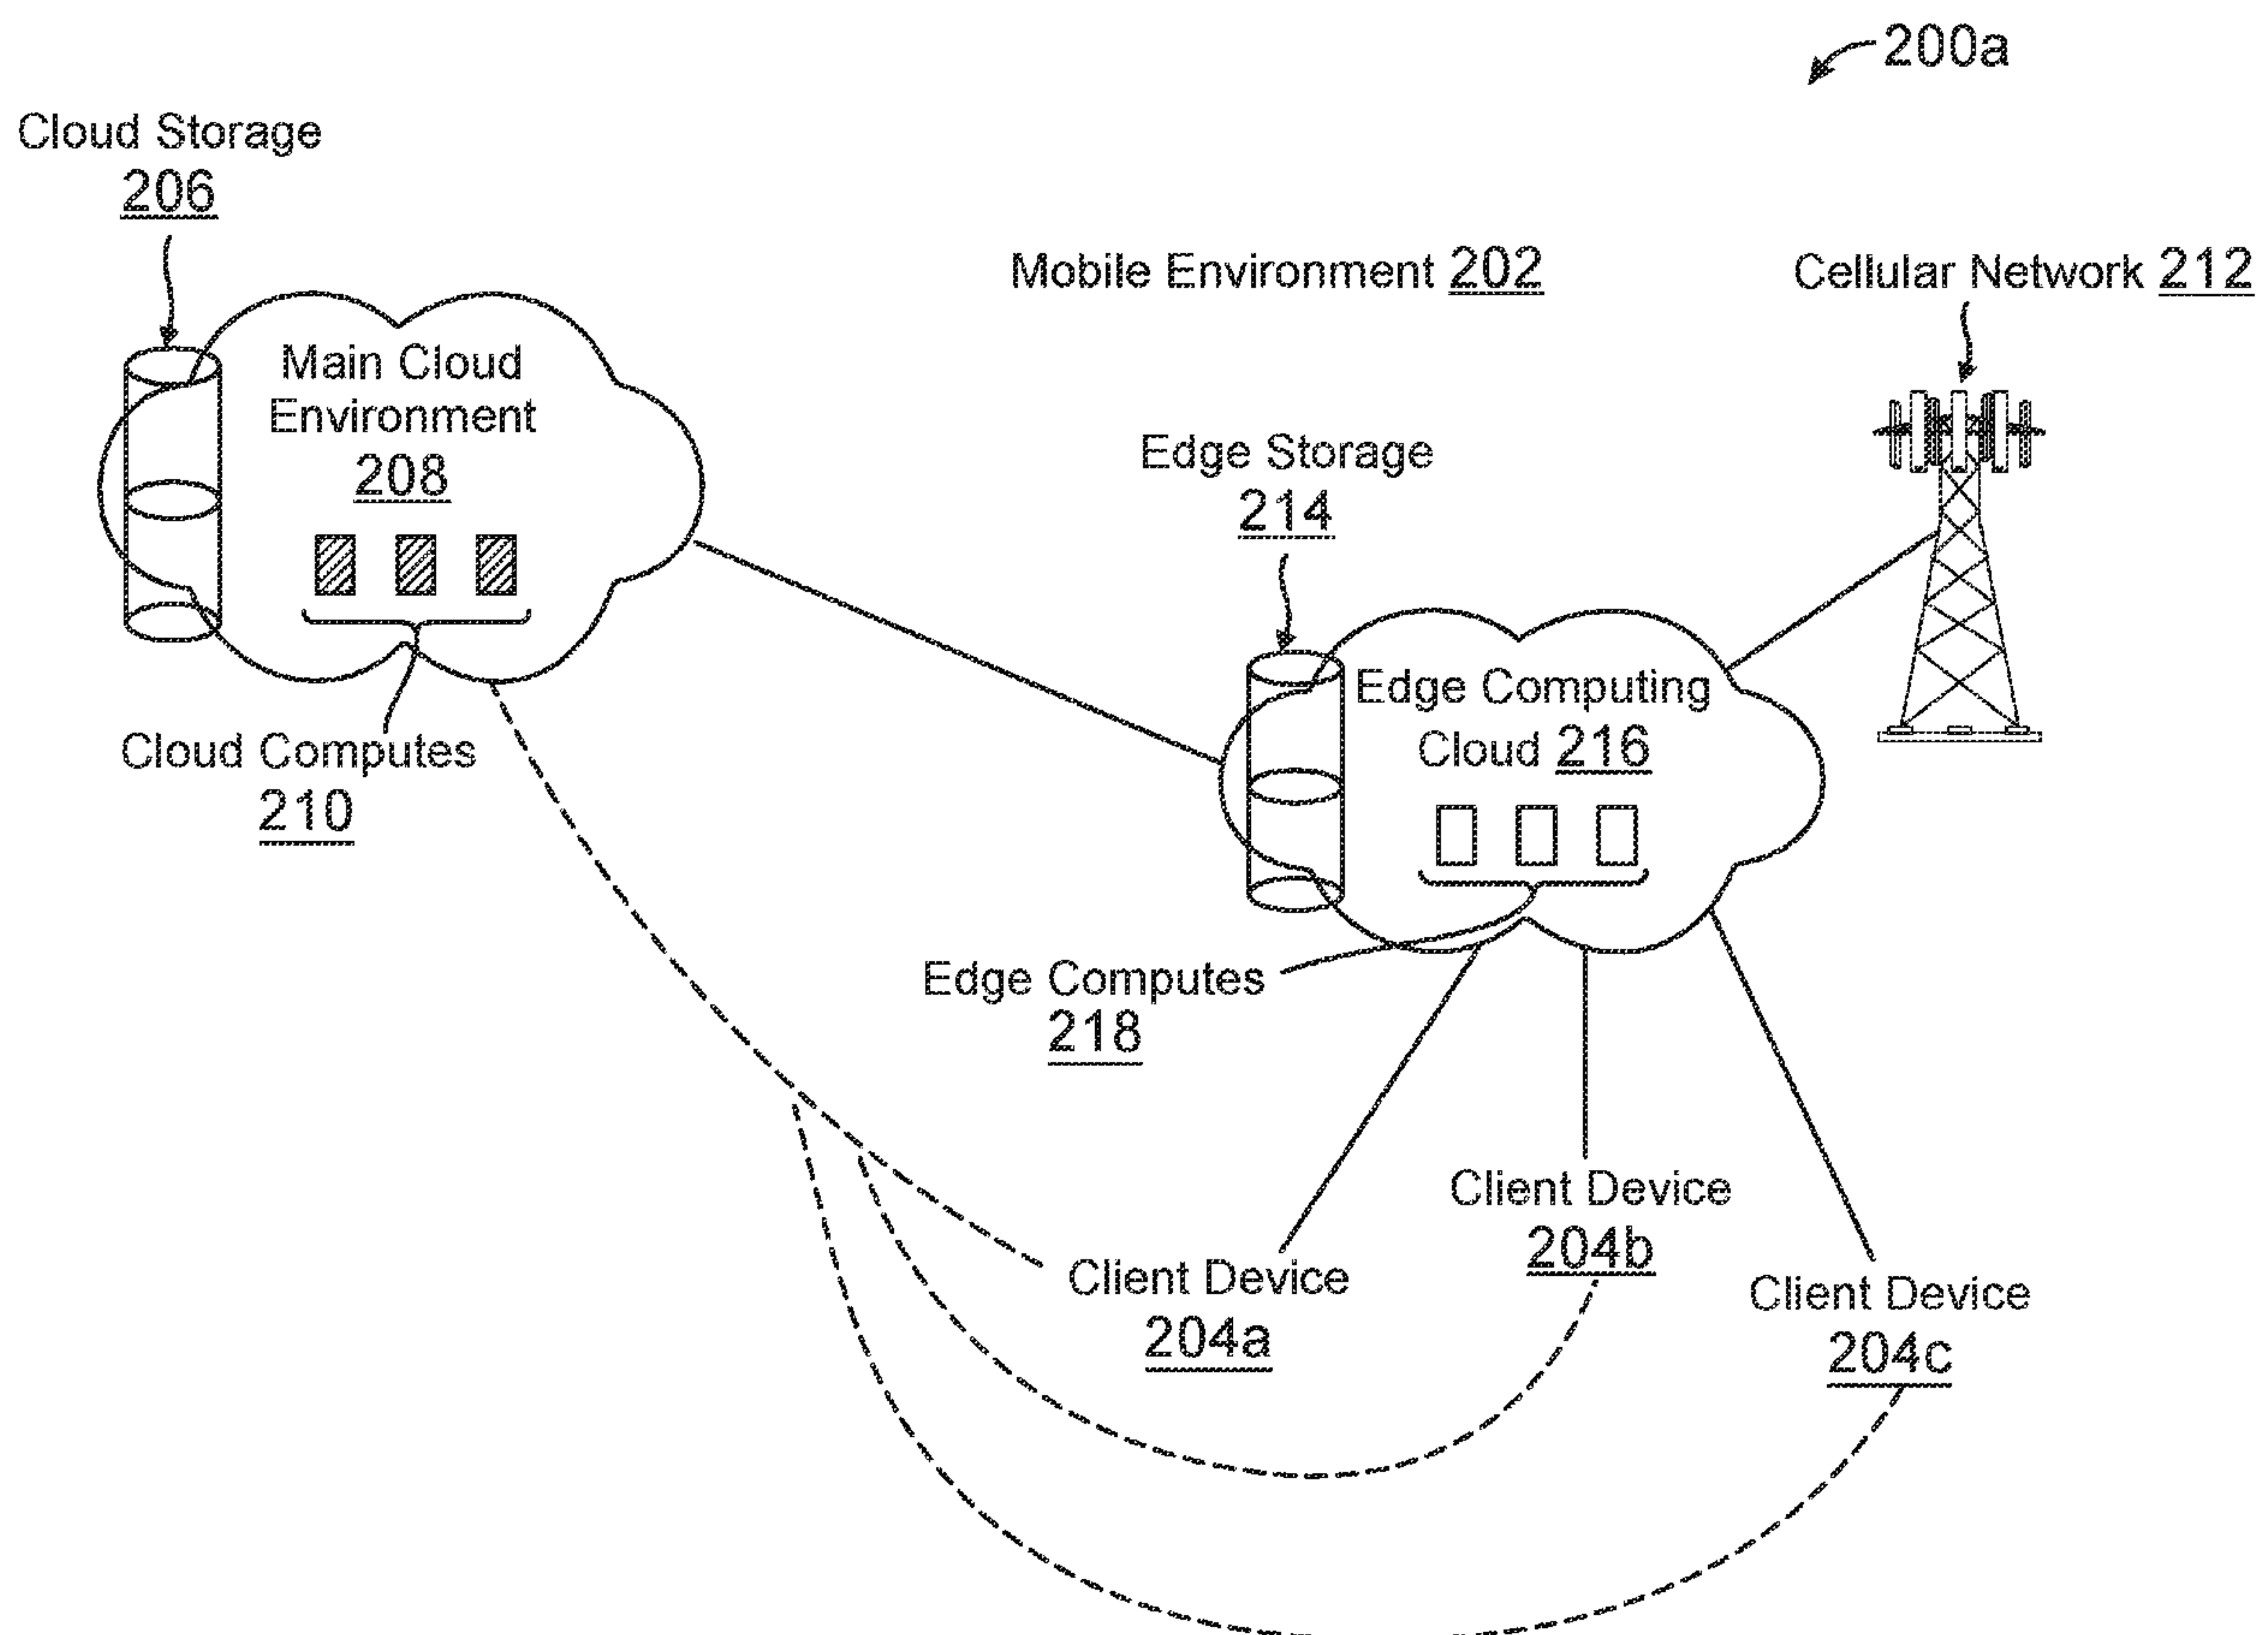 200a
Cloud Storage
206
Mobile Environment 202
Cellular Network 212
Main Cloud
Environment
208
Edge Storage
214
Edge Computing
Cloud 216
Cloud Computes
210
Edge Computes
218
Client Device
204b
Client Device
204a
Client Device
204c